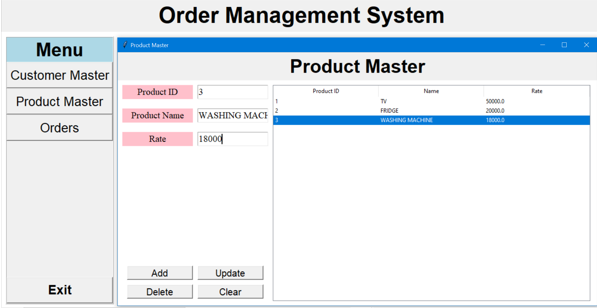 Order Management System
Menu
Customer Master
Product Master
Orders
Exit
Product Master
Product Master
Product ID 3
Product Name WASHING MACH
Rate 18000
Add Update
Delete Clear
Product ID Name Rate
1 TV 50000.0
2 FRIDGE 20000.0
3 WASHING MACHINE 18000.0